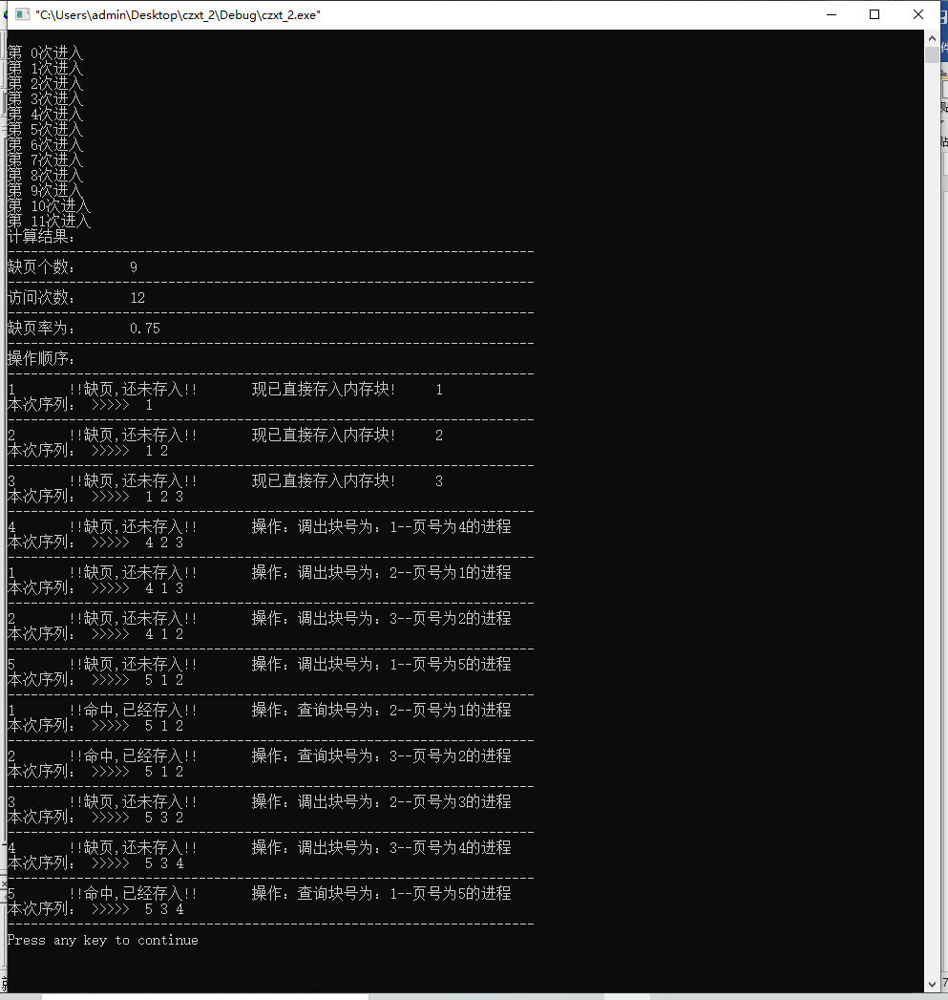 "C:\Users\admin\Desktop\czxt_2\Debug\czxt_2.exe"
第 0次进入
第 1次进入
第 2次进入
第 3次进入
第 4次进入
第 5次进入
第 6次进入
第 7次进入
第 8次进入
第 9次进入
第 10次进入
第 11次进入
计算结果：
---------------------------------------------------------------------
缺页个数：      9
---------------------------------------------------------------------
访问次数：      12
---------------------------------------------------------------------
缺页率为：      0.75
---------------------------------------------------------------------
操作顺序：
---------------------------------------------------------------------
1       !!缺页,还未存入!!       现已直接存入内存块!     1
本次序列： >>>>>  1
---------------------------------------------------------------------
2       !!缺页,还未存入!!       现已直接存入内存块!     2
本次序列： >>>>>  1 2
---------------------------------------------------------------------
3       !!缺页,还未存入!!       现已直接存入内存块!     3
本次序列： >>>>>  1 2 3
---------------------------------------------------------------------
4       !!缺页,还未存入!!       操作：调出块号为：1--页号为4的进程
本次序列： >>>>>  4 2 3
---------------------------------------------------------------------
1       !!缺页,还未存入!!       操作：调出块号为：2--页号为1的进程
本次序列： >>>>>  4 1 3
---------------------------------------------------------------------
2       !!缺页,还未存入!!       操作：调出块号为：3--页号为2的进程
本次序列： >>>>>  4 1 2
---------------------------------------------------------------------
5       !!缺页,还未存入!!       操作：调出块号为：1--页号为5的进程
本次序列： >>>>>  5 1 2
---------------------------------------------------------------------
1       !!命中,已经存入!!       操作：查询块号为：2--页号为1的进程
本次序列： >>>>>  5 1 2
---------------------------------------------------------------------
2       !!命中,已经存入!!       操作：查询块号为：3--页号为2的进程
本次序列： >>>>>  5 1 2
---------------------------------------------------------------------
3       !!缺页,还未存入!!       操作：调出块号为：2--页号为3的进程
本次序列： >>>>>  5 3 2
---------------------------------------------------------------------
4       !!缺页,还未存入!!       操作：调出块号为：3--页号为4的进程
本次序列： >>>>>  5 3 4
---------------------------------------------------------------------
5       !!命中,已经存入!!       操作：查询块号为：1--页号为5的进程
本次序列： >>>>>  5 3 4
---------------------------------------------------------------------
Press any key to continue